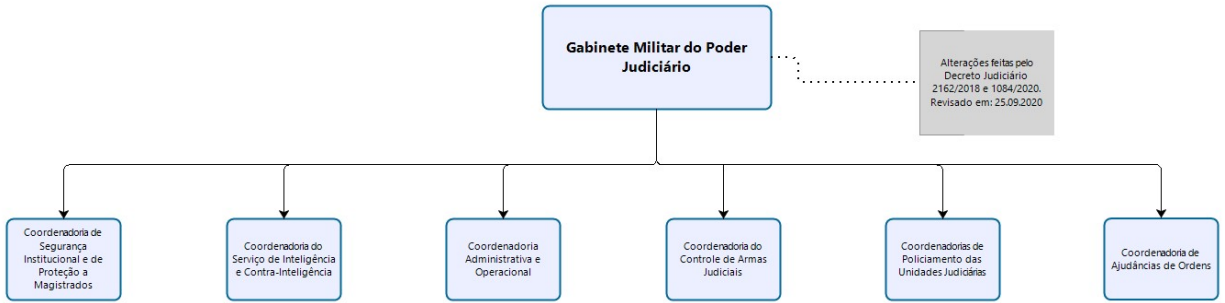 Gabinete Militar do Poder
Judiciário
Alterações feitas pelo
Decreto Judiciário
2162/2018 e 1084/2020.
Revisado em: 25.09.2020
Coordenadoria de
Segurança
Institucional e de
Proteção a
Magistrados
Coordenadoria do
Serviço de Inteligência
e Contra-Inteligência
Coordenadoria
Administrativa e
Operacional
Coordenadoria do
Controle de Armas
Judiciais
Coordenadorias de
Policiamento das
Unidades Judiciárias
Coordenadoria de
Ajudâncias de Ordens